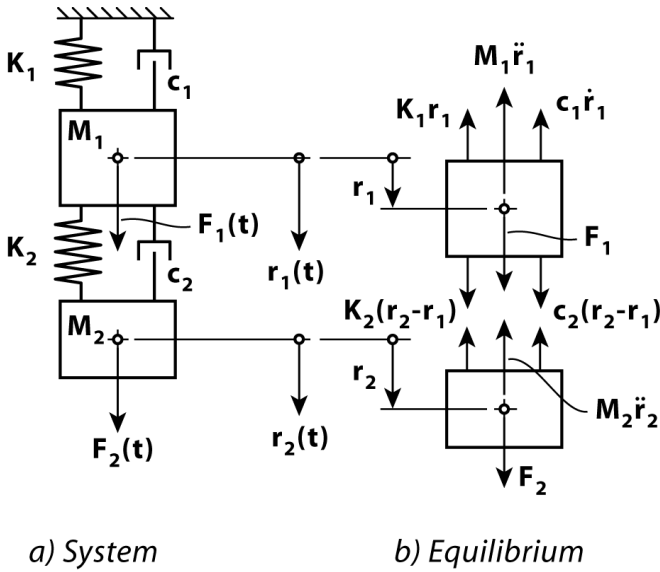 K₁
c₁
M₁
F₁(t)
r₁(t)
K₂
c₂
M₂
F₂(t)
r₂(t)
M₁r̈₁
K₁r₁
c₁ṙ₁
r₁
F₁
K₂(r₂-r₁)
c₂(r₂-r₁)
r₂
M₂r̈₂
F₂
a) System
b) Equilibrium